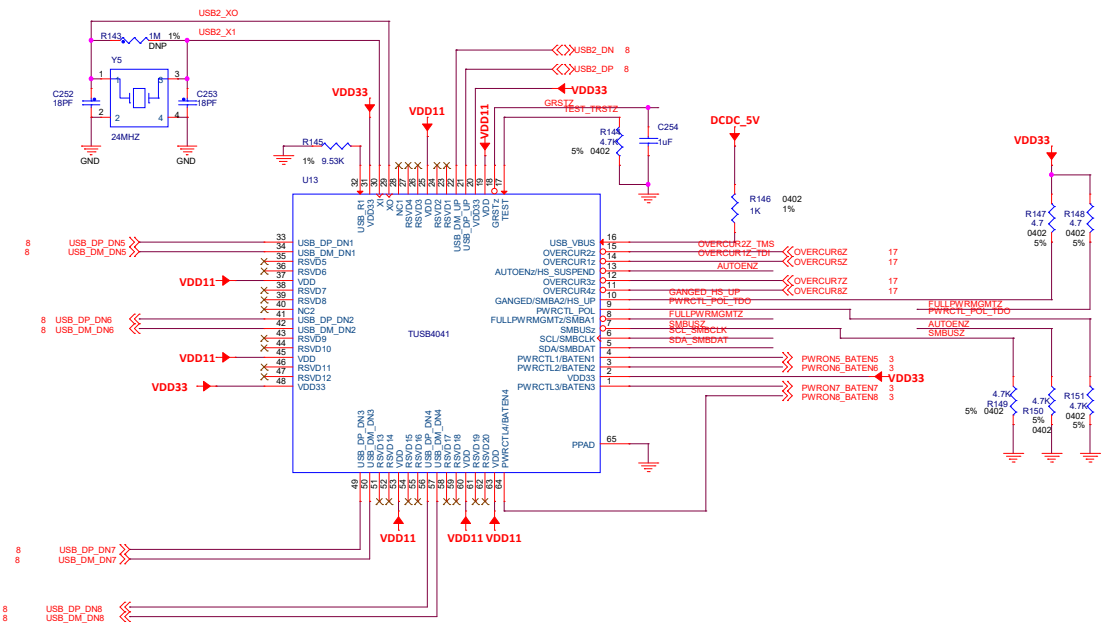 USB2_XO
USB2_X1
R143 1M 1%
DNP
Y5
1 1 3 3
C252 18PF
C253 18PF
2 2 4 4
24MHZ
GND GND
VDD33
VDD11
VDD11
USB2_DN 8
USB2_DP 8
VDD33
GRSTZ
TEST_TRSTZ
R145
1% 9.53K
R148
4.7K
5% 0402
C254
1uF
DCDC_5V
R146 0402
1K 1%
VDD33
R147 R148
4.7 4.7
0402 0402
5% 5%
U13
32 31 30 29 28 27 26 25 24 23 22 21 20 19 18 17
USB_R1 VDD33 XI XO NC1 RSVD4 RSVD3 VDD RSVD2 RSVD1 USB_DM_UP USB_DP_UP VDD33 VDD GRSTz TEST
8 USB_DP_DN5 33 USB_DP_DN1
8 USB_DM_DN5 34 USB_DM_DN1
35 RSVD5
36 RSVD6
VDD11 37 VDD
38 RSVD7
39 RSVD8
40 NC2
8 USB_DP_DN6 41 USB_DP_DN2
8 USB_DM_DN6 42 USB_DM_DN2
43 RSVD9
44 RSVD10
VDD11 45 VDD
46 RSVD11
47 RSVD12
VDD33 48 VDD33
TUSB4041
USB_VBUS 16
OVERCUR2z 15 OVERCUR2Z_TMS OVERCUR6Z 17
OVERCUR1z 14 OVERCUR1Z_TDI OVERCUR5Z 17
AUTOENz/HS_SUSPEND 13 AUTOENZ
OVERCUR3z 12 OVERCUR7Z 17
OVERCUR4z 11 OVERCUR8Z 17
GANGED/SMBA2/HS_UP 10 GANGED_HS_UP
PWRCTL_POL 9 PWRCTL_POL_TDO
FULLPWRMGMTz/SMBA1 8 FULLPWRMGMTZ
SMBUSz 7 SMBUSZ
SCL/SMBCLK 6 SCL_SMBCLK
SDA/SMBDAT 5 SDA_SMBDAT
PWRCTL1/BATEN1 4 PWRON5_BATEN5 3
PWRCTL2/BATEN2 3 PWRON6_BATEN6 3
VDD33 2 VDD33
PWRCTL3/BATEN3 1 PWRON7_BATEN7 3
PWRON8_BATEN8 3
FULLPWRMGMTZ
PWRCTL_POL_TDO
AUTOENZ
SMBUSZ
4.7K
R149
5% 0402
4.7K
R150
5%
0402
R151
4.7K
0402
5%
PPAD 65
USB_DP_DN3 USB_DM_DN3 RSVD13 RSVD14 VDD RSVD15 RSVD16 USB_DP_DN4 USB_DM_DN4 RSVD17 RSVD18 VDD RSVD19 RSVD20 VDD PWRCTL4/BATEN4
49 50 51 52 53 54 55 56 57 58 59 60 61 62 63 64
VDD11 VDD11 VDD11
8 USB_DP_DN7
8 USB_DM_DN7
8 USB_DP_DN8
8 USB_DM_DN8